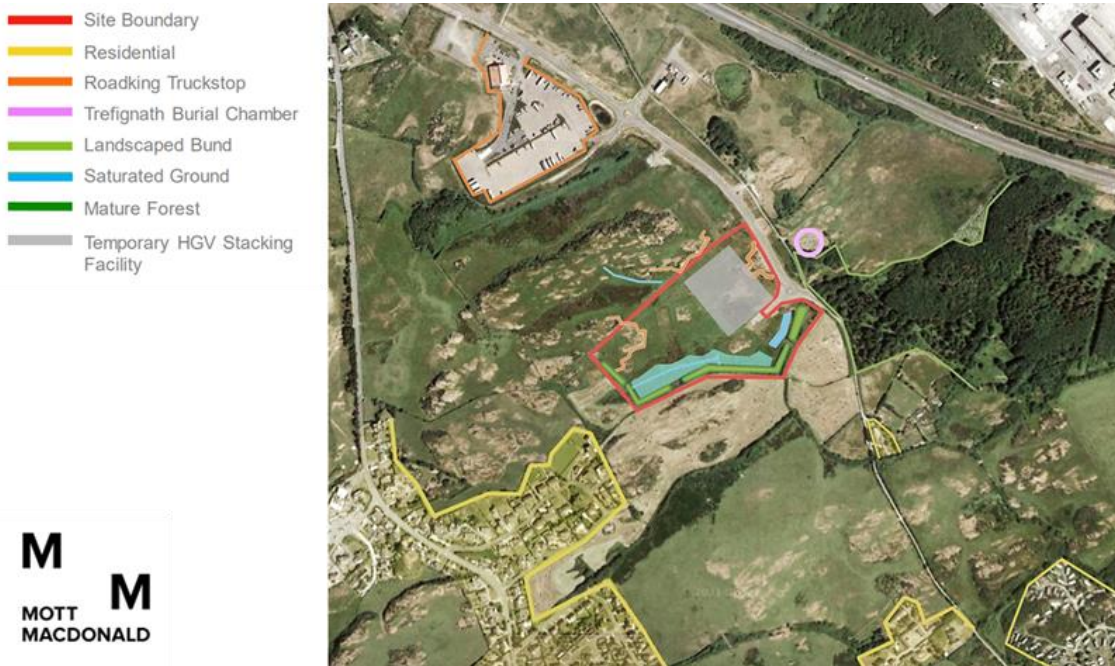 Site Boundary
Residential
Roadking Truckstop
Trefignath Burial Chamber
Landscaped Bund
Saturated Ground
Mature Forest
Temporary HGV Stacking
Facility
M
M
MOTT
MACDONALD